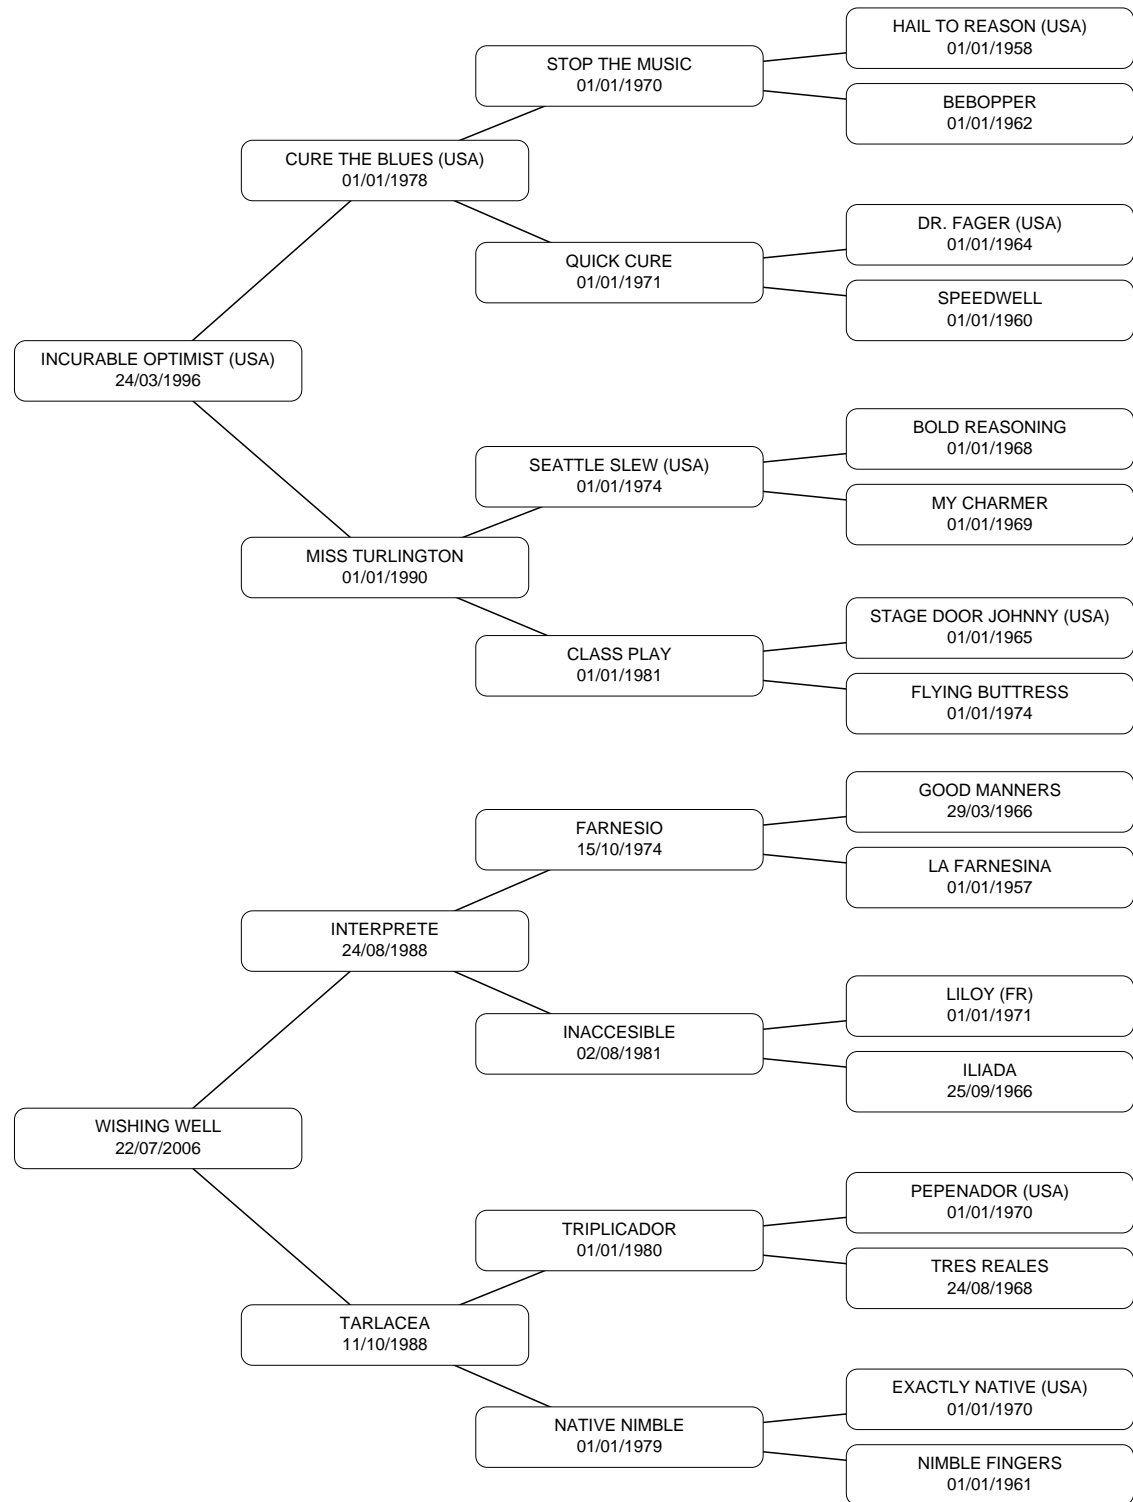 HAIL TO REASON (USA)
01/01/1958
STOP THE MUSIC
01/01/1970
BEBOPPER
01/01/1962
CURE THE BLUES (USA)
01/01/1978
DR. FAGER (USA)
01/01/1964
QUICK CURE
01/01/1971
SPEEDWELL
01/01/1960
INCURABLE OPTIMIST (USA)
24/03/1996
BOLD REASONING
01/01/1968
SEATTLE SLEW (USA)
01/01/1974
MY CHARMER
01/01/1969
MISS TURLINGTON
01/01/1990
STAGE DOOR JOHNNY (USA)
01/01/1965
CLASS PLAY
01/01/1981
FLYING BUTTRESS
01/01/1974
GOOD MANNERS
29/03/1966
FARNESIO
15/10/1974
LA FARNESINA
01/01/1957
INTERPRETE
24/08/1988
LILOY (FR)
01/01/1971
INACCESIBLE
02/08/1981
ILIADA
25/09/1966
WISHING WELL
22/07/2006
PEPENADOR (USA)
01/01/1970
TRIPLICADOR
01/01/1980
TRES REALES
24/08/1968
TARLACEA
11/10/1988
EXACTLY NATIVE (USA)
01/01/1970
NATIVE NIMBLE
01/01/1979
NIMBLE FINGERS
01/01/1961